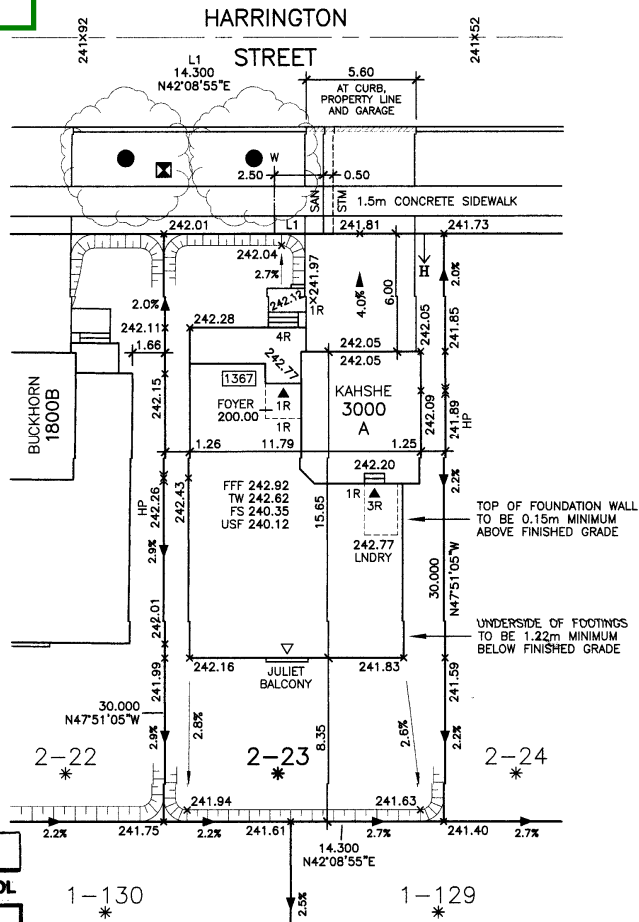 HARRINGTON
STREET
241x92
241x52
L1
14.300
N42°08'55"E
5.60
AT CURB,
PROPERTY LINE
AND GARAGE
W
2.50
0.50
SAN
STM
1.5m CONCRETE SIDEWALK
242.01
L1
241.81
241.73
242.04
2.7%
241.97
H
2.0%
2.0%
242.12
1R
4.0%
6.00
242.05
241.85
242.11
242.28
4R
1.66
242.77
242.05
242.05
BUCKHORN
1800B
242.15
1367
FOYER
200.00
1R
1R
KAHSHE
3000
A
242.09
241.89
HP
1.26
11.79
1.25
242.20
2.2%
HP
242.26
242.43
FFF 242.92
TW 242.62
FS 240.35
USF 240.12
15.65
1R
3R
242.77
LNDRY
TOP OF FOUNDATION WALL
TO BE 0.15m MINIMUM
ABOVE FINISHED GRADE
2.9%
30.000
N47°51'05"W
242.01
UNDERSIDE OF FOOTINGS
TO BE 1.22m MINIMUM
BELOW FINISHED GRADE
241.99
242.16
JULIET
BALCONY
241.83
241.59
30.000
N47°51'05"W
2.9%
2.8%
8.35
2.6%
2.2%
2-22
2-23
2-24
241.94
241.63
2.2%
241.75
2.2%
241.61
2.7%
241.40
2.7%
14.300
N42°08'55"E
OL
1-130
2.5%
1-129